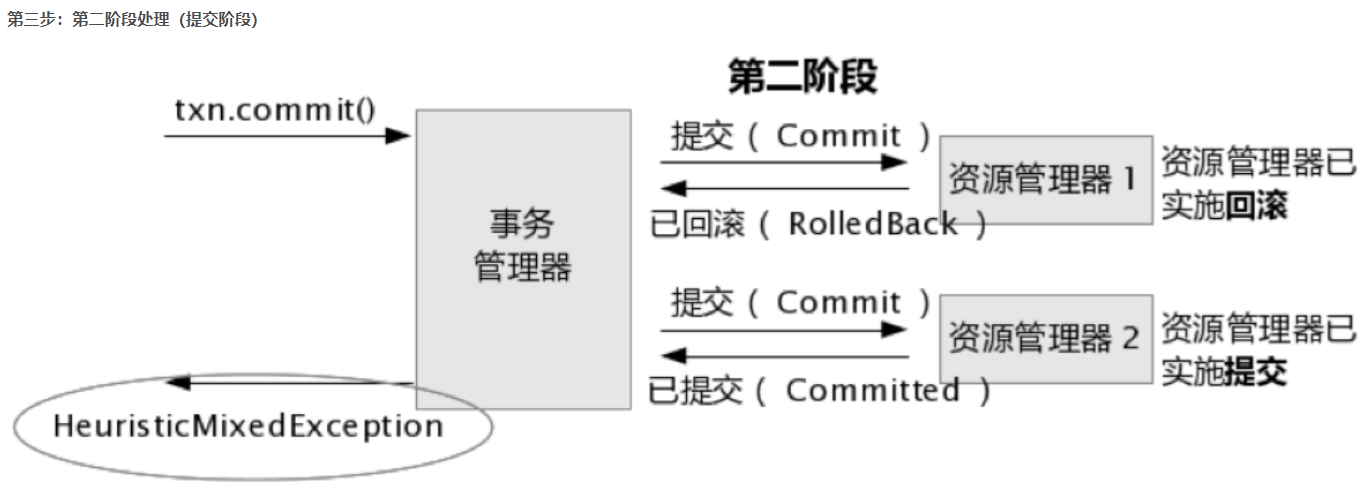 第三步：第二阶段处理（提交阶段）
第二阶段
txn.commit()
提交（ Commit ）
资源管理器 1
资源管理器已
实施回滚
已回滚（ RolledBack ）
事务
管理器
提交（ Commit ）
资源管理器 2
资源管理器已
实施提交
已提交（ Committed ）
HeuristicMixedException